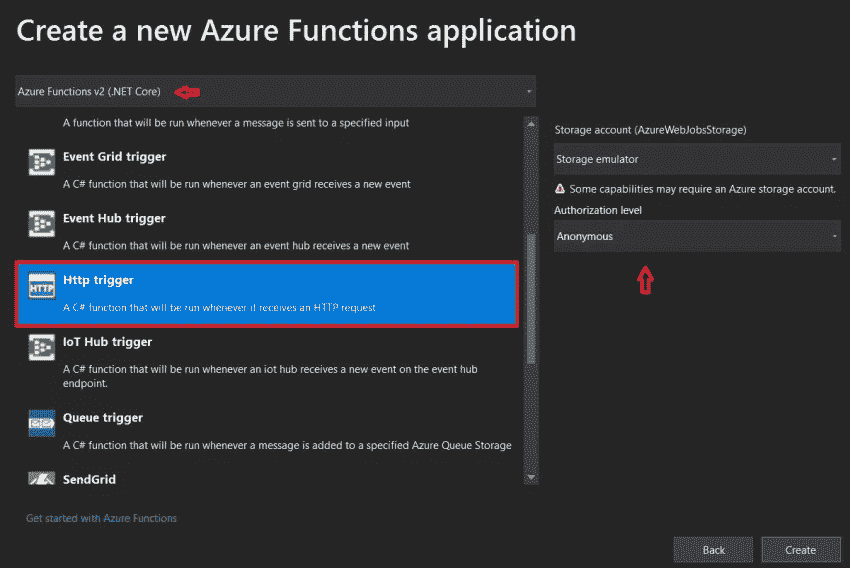 Create a new Azure Functions application
Azure Functions v2 (.NET Core)
A function that will be run whenever a message is sent to a specified input
Event Grid trigger
A C# function that will be run whenever an event grid receives a new event
Event Hub trigger
A C# function that will be run whenever an event hub receives a new event
HTTP
Http trigger
A C# function that will be run whenever it receives an HTTP request
IoT Hub trigger
A C# function that will be run whenever an iot hub receives a new event on the event hub
endpoint.
Queue trigger
A C# function that will be run whenever a message is added to a specified Azure Queue Storage
SendGrid
Get started with Azure Functions
Storage account (AzureWebJobsStorage)
Storage emulator
Some capabilities may require an Azure storage account.
Authorization level
Anonymous
Back
Create